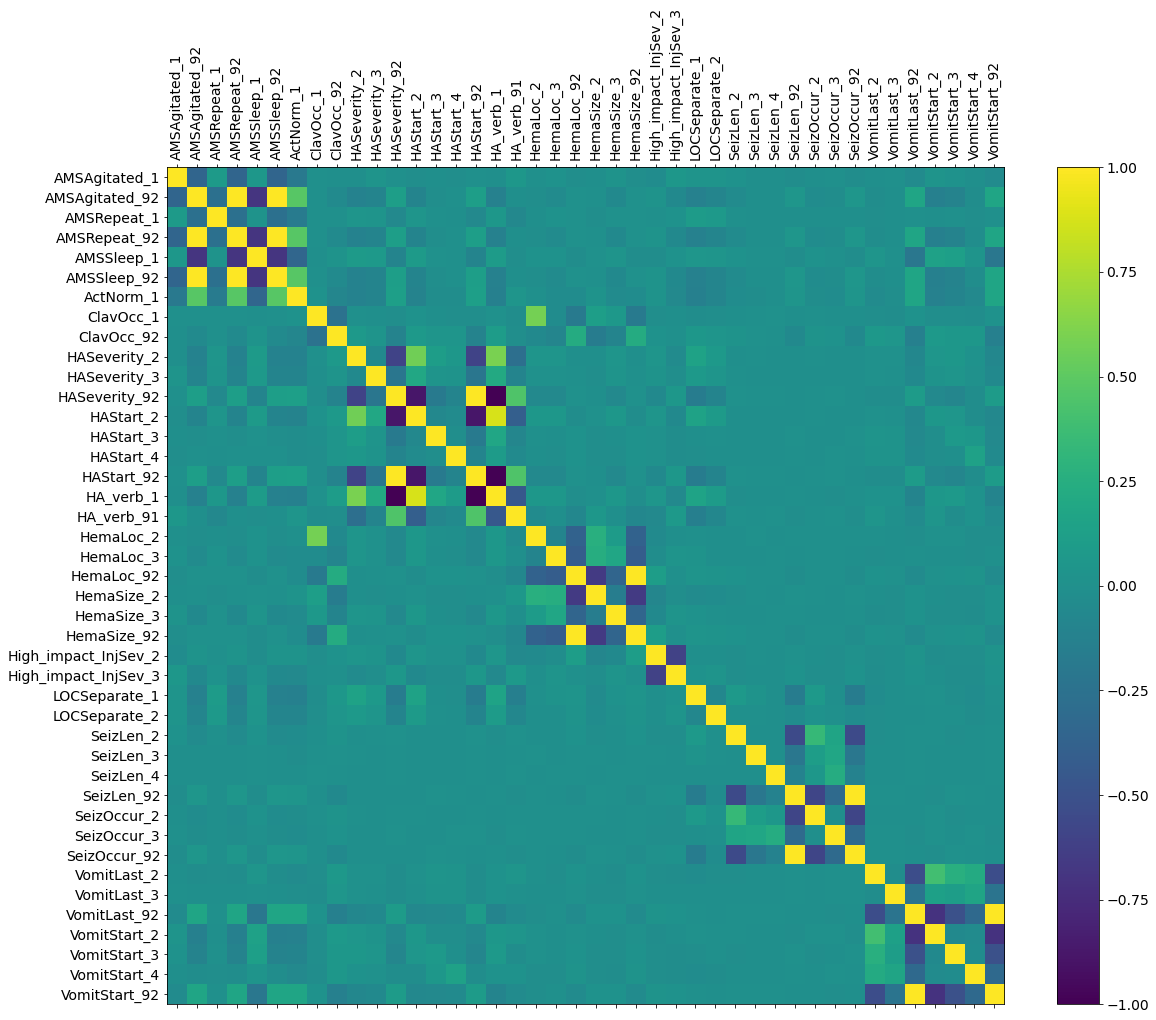 AMSAgitated_1
AMSAgitated_92
AMSRepeat_1
AMSRepeat_92
AMSSleep_1
AMSSleep_92
ActNorm_1
ClavOcc_1
ClavOcc_92
HASeverity_2
HASeverity_3
HASeverity_92
HAStart_2
HAStart_3
HAStart_4
HAStart_92
HA_verb_1
HA_verb_91
HemaLoc_2
HemaLoc_3
HemaLoc_92
HemaSize_2
HemaSize_3
HemaSize_92
High_impact_InjSev_2
High_impact_InjSev_3
LOCSeparate_1
LOCSeparate_2
SeizLen_2
SeizLen_3
SeizLen_4
SeizLen_92
SeizOccur_2
SeizOccur_3
SeizOccur_92
VomitLast_2
VomitLast_3
VomitLast_92
VomitStart_2
VomitStart_3
VomitStart_4
VomitStart_92
AMSAgitated_1
AMSAgitated_92
AMSRepeat_1
AMSRepeat_92
AMSSleep_1
AMSSleep_92
ActNorm_1
ClavOcc_1
ClavOcc_92
HASeverity_2
HASeverity_3
HASeverity_92
HAStart_2
HAStart_3
HAStart_4
HAStart_92
HA_verb_1
HA_verb_91
HemaLoc_2
HemaLoc_3
HemaLoc_92
HemaSize_2
HemaSize_3
HemaSize_92
High_impact_InjSev_2
High_impact_InjSev_3
LOCSeparate_1
LOCSeparate_2
SeizLen_2
SeizLen_3
SeizLen_4
SeizLen_92
SeizOccur_2
SeizOccur_3
SeizOccur_92
VomitLast_2
VomitLast_3
VomitLast_92
VomitStart_2
VomitStart_3
VomitStart_4
VomitStart_92
1.00
0.75
0.50
0.25
0.00
−0.25
−0.50
−0.75
−1.00